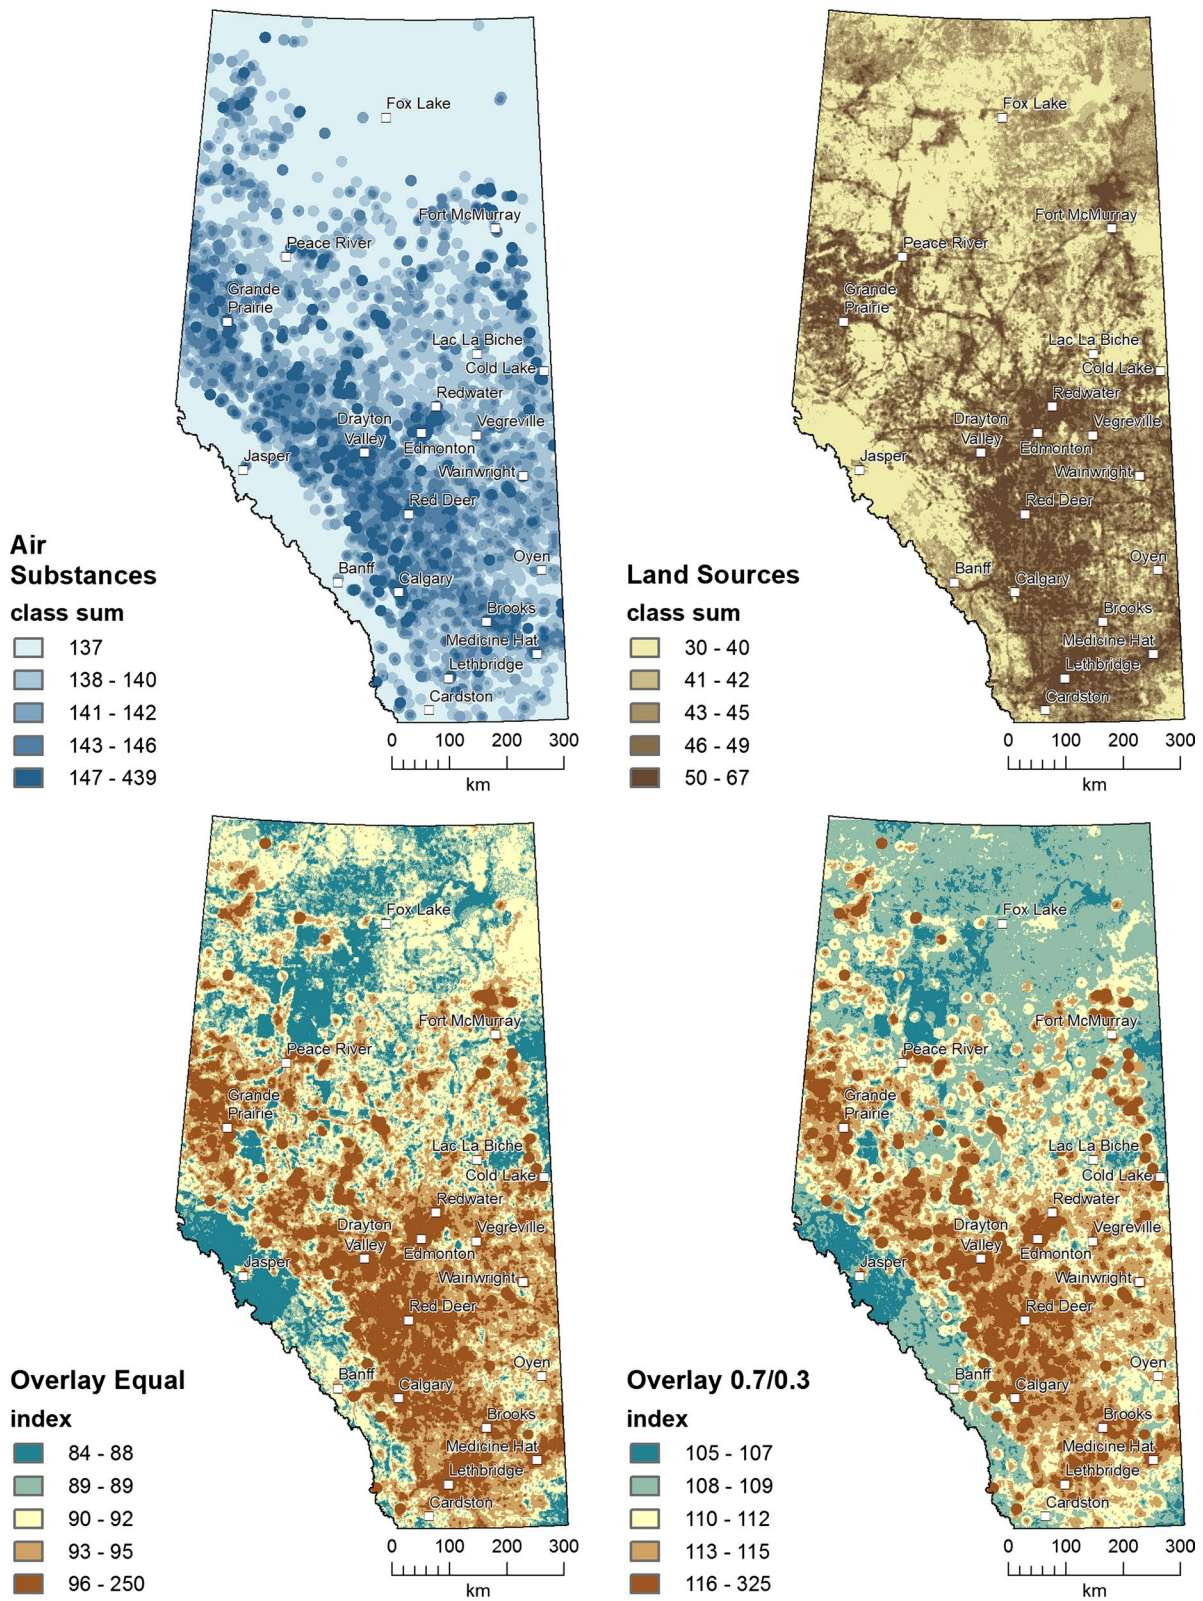 Fox Lake
Fort McMurray
Peace River
Grande
Prairie
Lac La Biche
Cold Lake
Redwater
Drayton
Valley
Vegreville
Edmonton
Jasper
Wainwright
Red Deer
Banff
Calgary
Oyen
Brooks
Medicine Hat
Lethbridge
Cardston
Air
Substances
class sum
137
138 - 140
141 - 142
143 - 146
147 - 439
0 100 200 300
km
Fox Lake
Fort McMurray
Peace River
Grande
Prairie
Lac La Biche
Cold Lake
Redwater
Drayton
Valley
Vegreville
Edmonton
Jasper
Wainwright
Red Deer
Banff
Calgary
Oyen
Brooks
Medicine Hat
Lethbridge
Cardston
Land Sources
class sum
30 - 40
41 - 42
43 - 45
46 - 49
50 - 67
0 100 200 300
km
Fox Lake
Fort McMurray
Peace River
Grande
Prairie
Lac La Biche
Cold Lake
Redwater
Drayton
Valley
Vegreville
Edmonton
Jasper
Wainwright
Red Deer
Banff
Calgary
Oyen
Brooks
Medicine Hat
Lethbridge
Cardston
Overlay Equal
index
84 - 88
89 - 89
90 - 92
93 - 95
96 - 250
0 100 200 300
km
Fox Lake
Fort McMurray
Peace River
Grande
Prairie
Lac La Biche
Cold Lake
Redwater
Drayton
Valley
Vegreville
Edmonton
Jasper
Wainwright
Red Deer
Banff
Calgary
Oyen
Brooks
Medicine Hat
Lethbridge
Cardston
Overlay 0.7/0.3
index
105 - 107
108 - 109
110 - 112
113 - 115
116 - 325
0 100 200 300
km